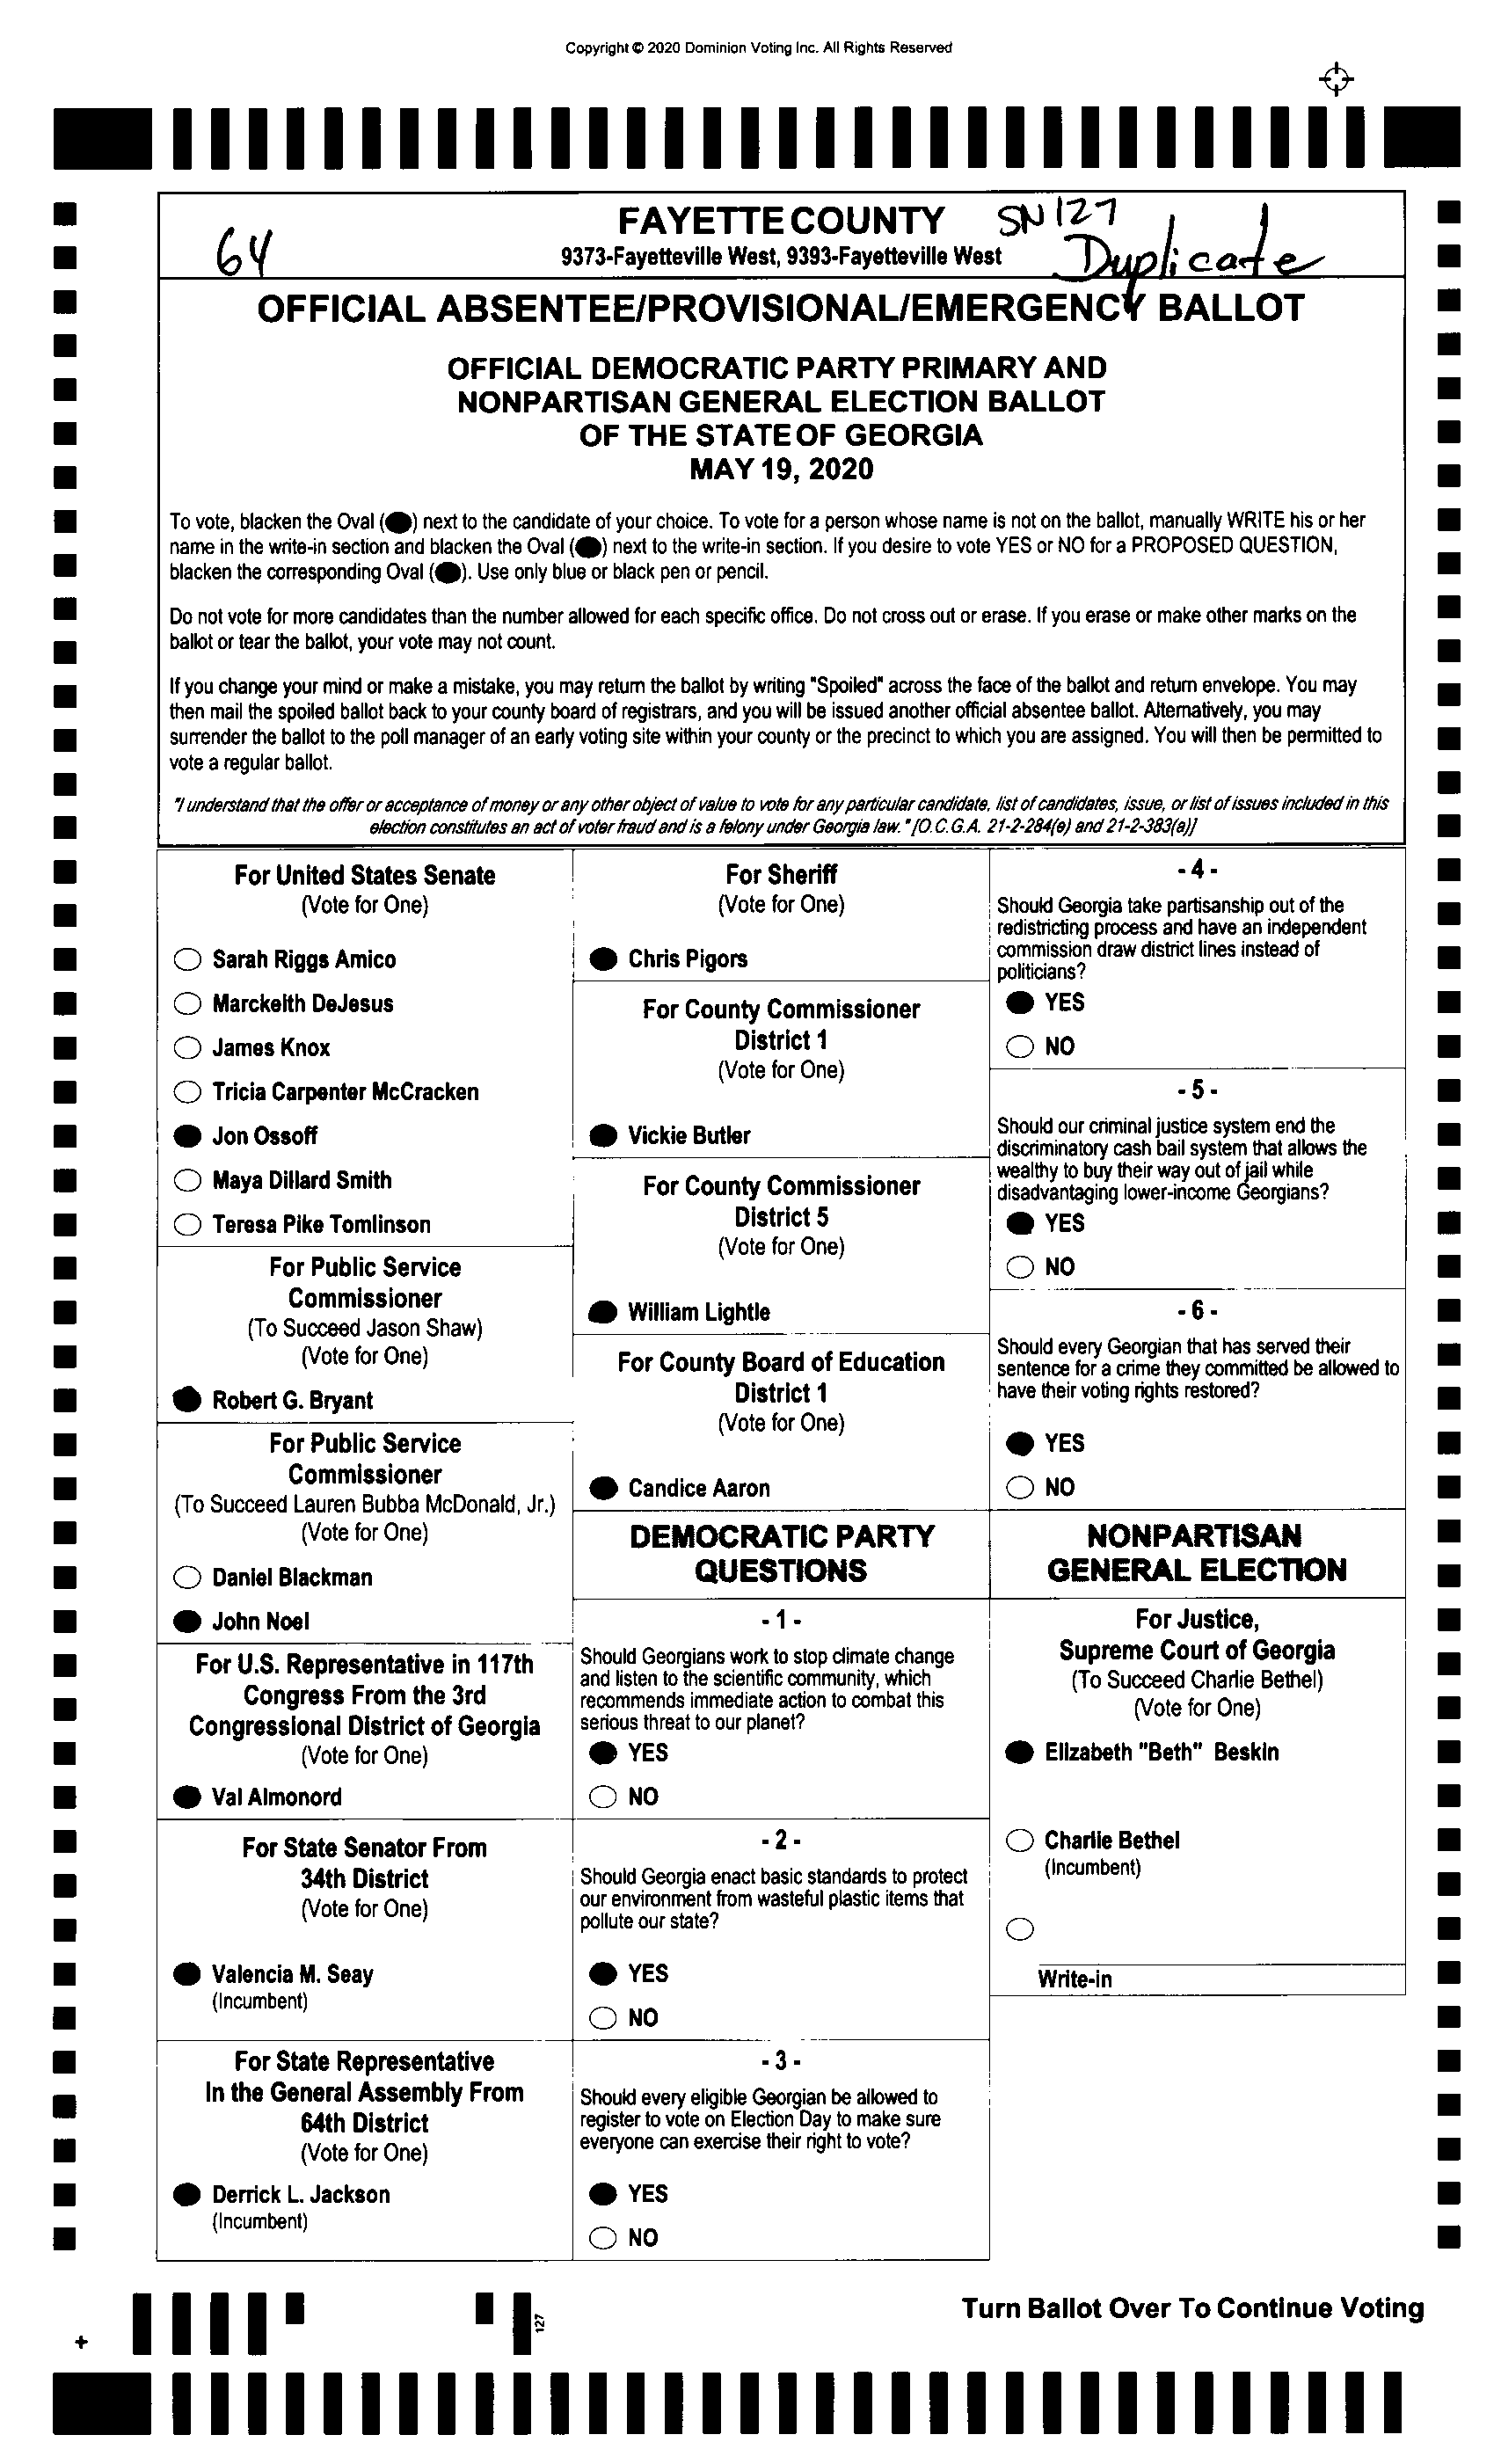 Copyright © 2020 Dominion Voting Inc. All Rights Reserved
FAYETTE COUNTY
SN 127
64
9373-Fayetteville West, 9393-Fayetteville West
Duplicate
OFFICIAL ABSENTEE/PROVISIONAL/EMERGENCY BALLOT
OFFICIAL DEMOCRATIC PARTY PRIMARY AND
NONPARTISAN GENERAL ELECTION BALLOT
OF THE STATE OF GEORGIA
MAY 19, 2020
To vote, blacken the Oval (●) next to the candidate of your choice. To vote for a person whose name is not on the ballot, manually WRITE his or her
name in the write-in section and blacken the Oval (●) next to the write-in section. If you desire to vote YES or NO for a PROPOSED QUESTION,
blacken the corresponding Oval (●). Use only blue or black pen or pencil.
Do not vote for more candidates than the number allowed for each specific office. Do not cross out or erase. If you erase or make other marks on the
ballot or tear the ballot, your vote may not count.
If you change your mind or make a mistake, you may return the ballot by writing "Spoiled" across the face of the ballot and return envelope. You may
then mail the spoiled ballot back to your county board of registrars, and you will be issued another official absentee ballot. Alternatively, you may
surrender the ballot to the poll manager of an early voting site within your county or the precinct to which you are assigned. You will then be permitted to
vote a regular ballot.
"I understand that the offer or acceptance of money or any other object of value to vote for any particular candidate, list of candidates, issue, or list of issues included in this
election constitutes an act of voter fraud and is a felony under Georgia law." [O.C.G.A. 21-2-284(e) and 21-2-383(a)]
For United States Senate
(Vote for One)
Sarah Riggs Amico
Marckeith DeJesus
James Knox
Tricia Carpenter McCracken
Jon Ossoff
Maya Dillard Smith
Teresa Pike Tomlinson
For Public Service
Commissioner
(To Succeed Jason Shaw)
(Vote for One)
Robert G. Bryant
For Public Service
Commissioner
(To Succeed Lauren Bubba McDonald, Jr.)
(Vote for One)
Daniel Blackman
John Noel
For U.S. Representative in 117th
Congress From the 3rd
Congressional District of Georgia
(Vote for One)
Val Almonord
For State Senator From
34th District
(Vote for One)
Valencia M. Seay
(Incumbent)
For State Representative
In the General Assembly From
64th District
(Vote for One)
Derrick L. Jackson
(Incumbent)
For Sheriff
(Vote for One)
Chris Pigors
For County Commissioner
District 1
(Vote for One)
Vickie Butler
For County Commissioner
District 5
(Vote for One)
William Lightle
For County Board of Education
District 1
(Vote for One)
Candice Aaron
DEMOCRATIC PARTY
QUESTIONS
- 1 -
Should Georgians work to stop climate change
and listen to the scientific community, which
recommends immediate action to combat this
serious threat to our planet?
YES
NO
- 2 -
Should Georgia enact basic standards to protect
our environment from wasteful plastic items that
pollute our state?
YES
NO
- 3 -
Should every eligible Georgian be allowed to
register to vote on Election Day to make sure
everyone can exercise their right to vote?
YES
NO
- 4 -
Should Georgia take partisanship out of the
redistricting process and have an independent
commission draw district lines instead of
politicians?
YES
NO
- 5 -
Should our criminal justice system end the
discriminatory cash bail system that allows the
wealthy to buy their way out of jail while
disadvantaging lower-income Georgians?
YES
NO
- 6 -
Should every Georgian that has served their
sentence for a crime they committed be allowed to
have their voting rights restored?
YES
NO
NONPARTISAN
GENERAL ELECTION
For Justice,
Supreme Court of Georgia
(To Succeed Charlie Bethel)
(Vote for One)
Elizabeth "Beth" Beskin
Charlie Bethel
(Incumbent)
Write-in
Turn Ballot Over To Continue Voting
127